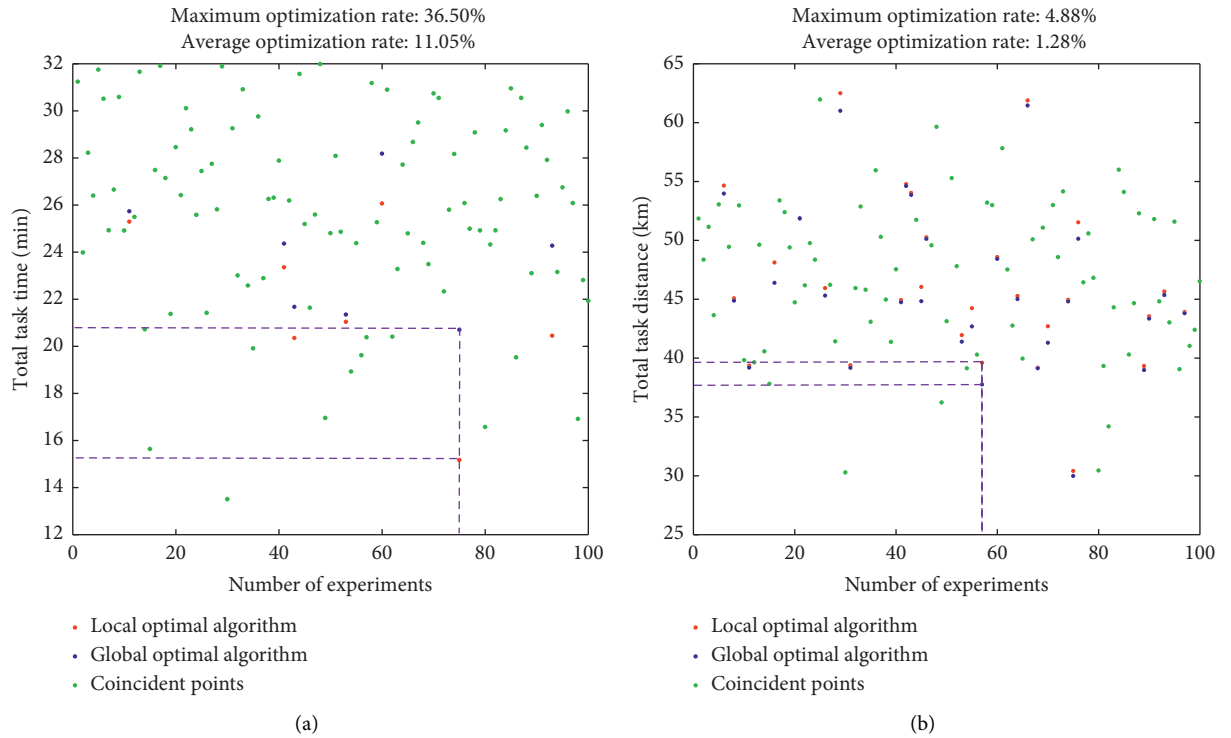 Maximum optimization rate: 36.50%
Average optimization rate: 11.05%
32
30
28
26
24
22
20
18
16
14
12
Total task time (min)
0 20 40 60 80 100
Number of experiments
Local optimal algorithm
Global optimal algorithm
Coincident points
(a)
Maximum optimization rate: 4.88%
Average optimization rate: 1.28%
65
60
55
50
45
40
35
30
25
Total task distance (km)
0 20 40 60 80 100
Number of experiments
Local optimal algorithm
Global optimal algorithm
Coincident points
(b)